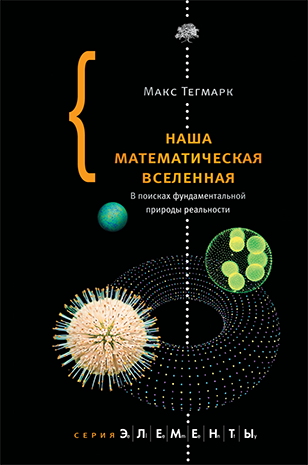 Макс Тегмарк
НАША
МАТЕМАТИЧЕСКАЯ
ВСЕЛЕННАЯ
В поисках фундаментальной
природы реальности
серия ЭЛЕМЕНТЫ